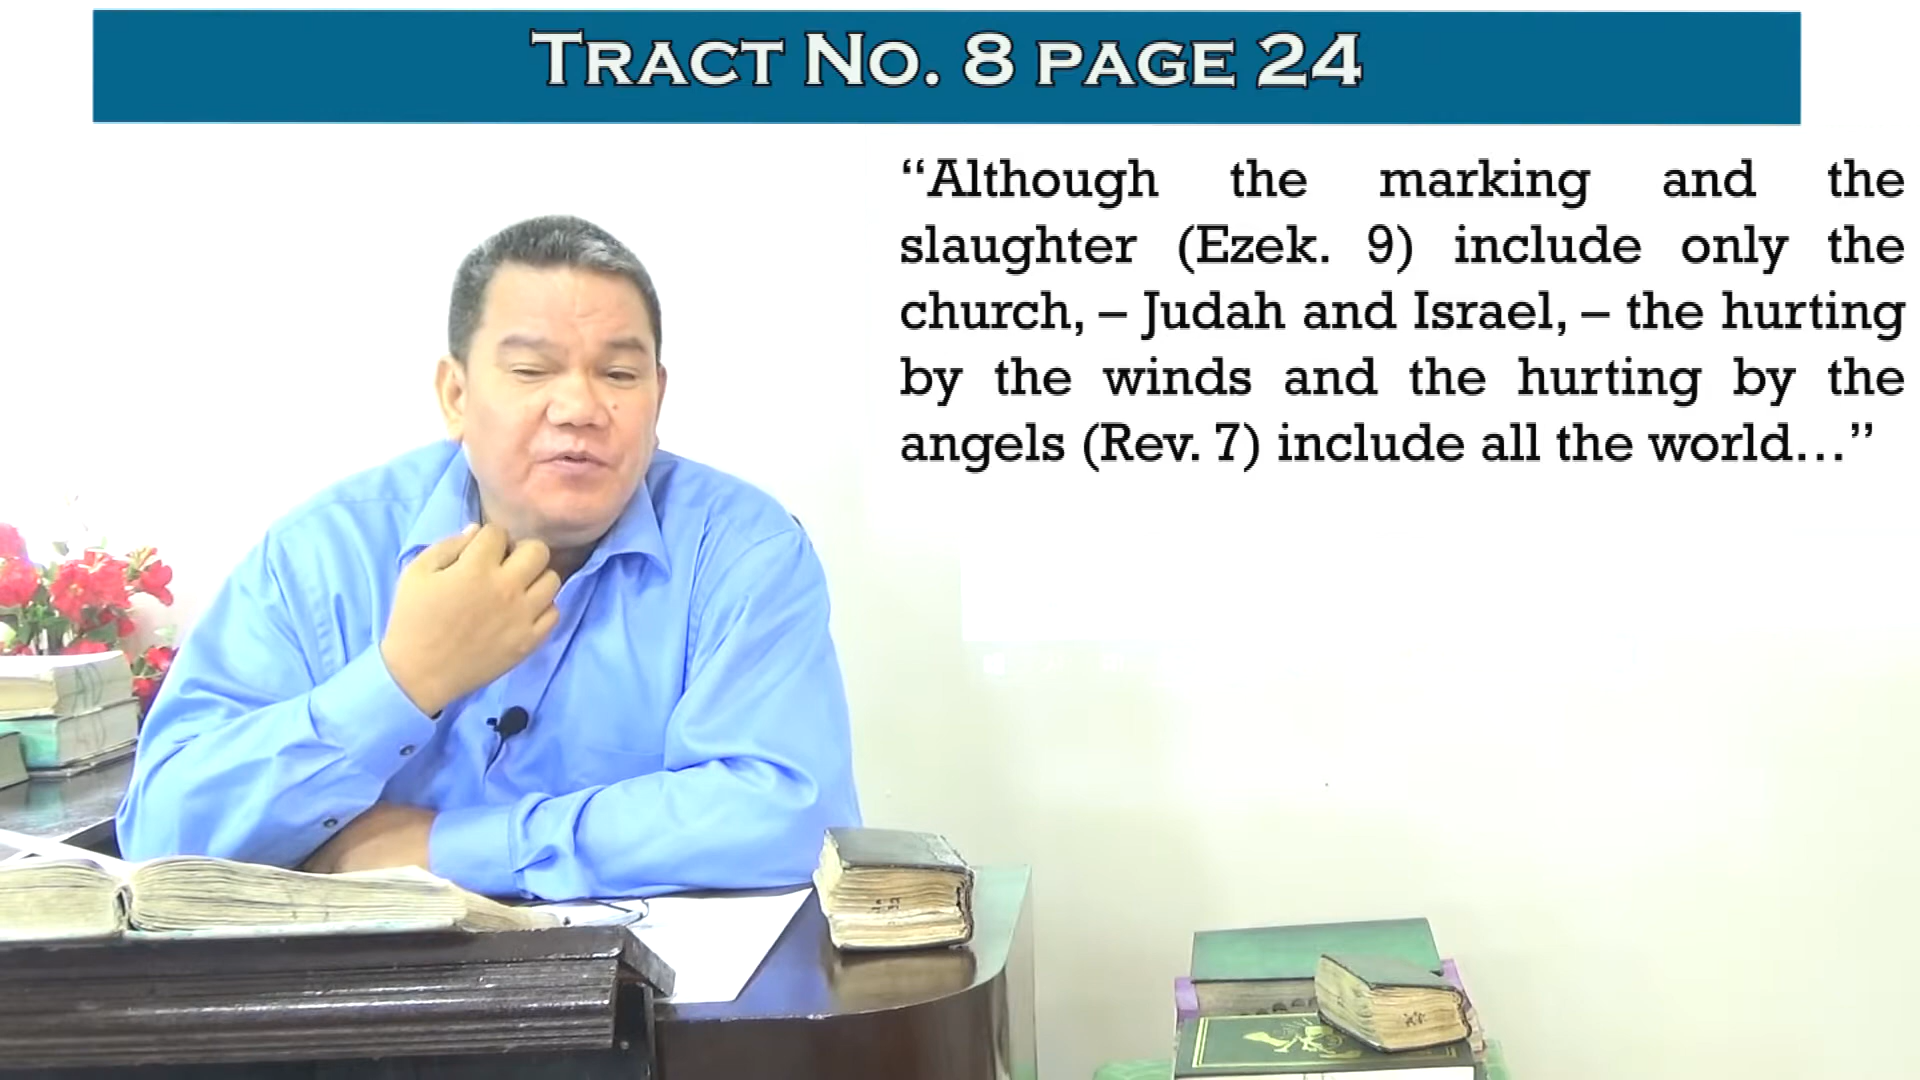 TRACT NO. 8 PAGE 24
“Although the marking and the
slaughter (Ezek. 9) include only the
church, – Judah and Israel, – the hurting
by the winds and the hurting by the
angels (Rev. 7) include all the world…”